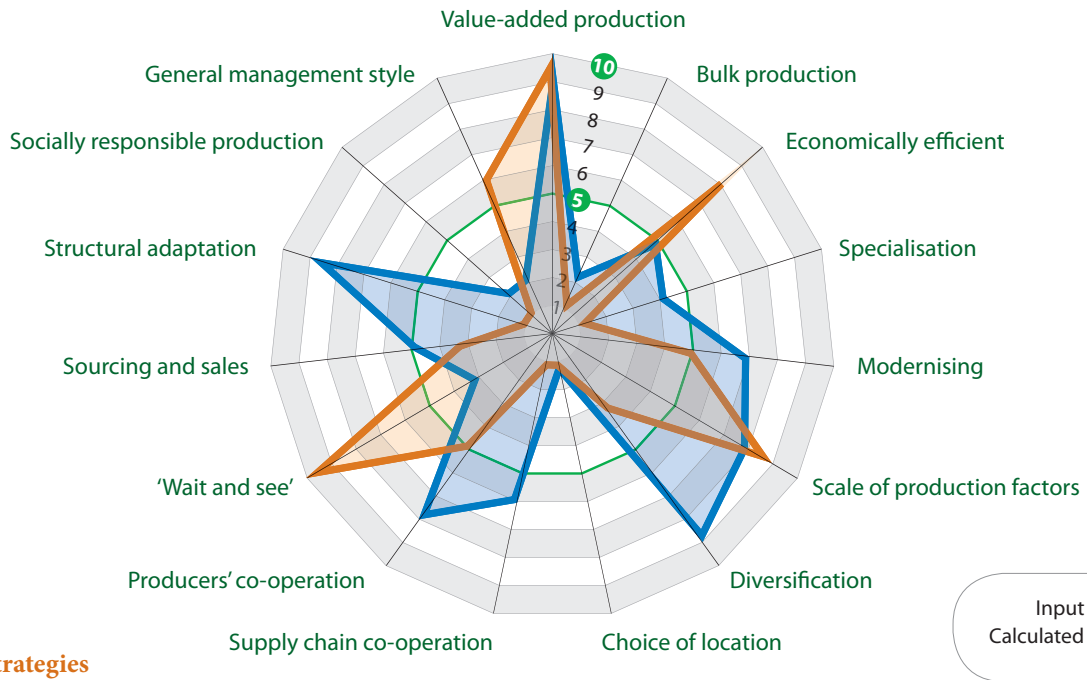 Value-added production
General management style
10
Bulk production
9
8
Socially responsible production
7
Economically efficient
6
5
4
Structural adaptation
3
Specialisation
2
1
Sourcing and sales
Modernising
'Wait and see'
Scale of production factors
Producers' co-operation
Diversification
Input
Calculated
Supply chain co-operation
Choice of location
trategies